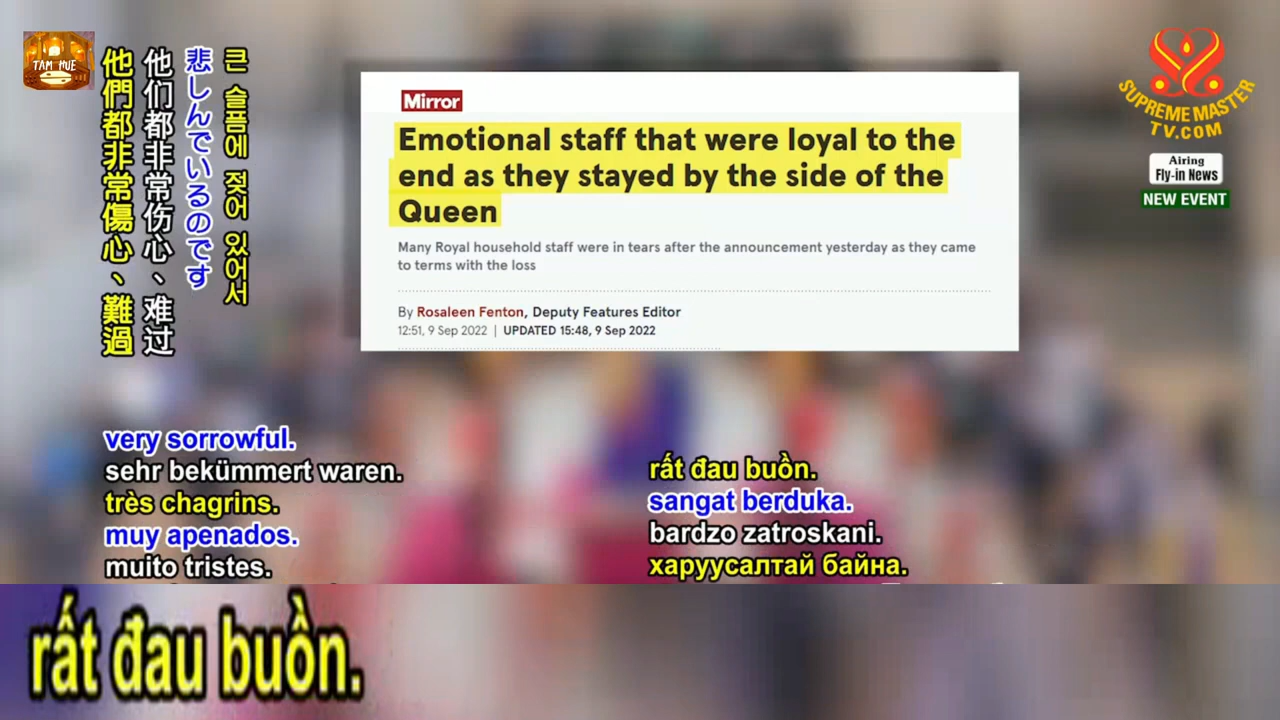 TAM HUE
他們都非常傷心、難過
他们都非常伤心、难过
悲しんでいるのです
큰 슬픔에 젖어 있어서
Mirror
Emotional staff that were loyal to the
end as they stayed by the side of the
Queen
Many Royal household staff were in tears after the announcement yesterday as they came
to terms with the loss
By Rosaleen Fenton, Deputy Features Editor
12:51, 9 Sep 2022 | UPDATED 15:48, 9 Sep 2022
SUPREME MASTER
TV.COM
Airing
Fly-in News
NEW EVENT
very sorrowful.
sehr bekümmert waren.
très chagrins.
muy apenados.
muito tristes.
rất đau buồn.
sangat berduka.
bardzo zatroskani.
харуусалтай байна.
rất đau buồn.